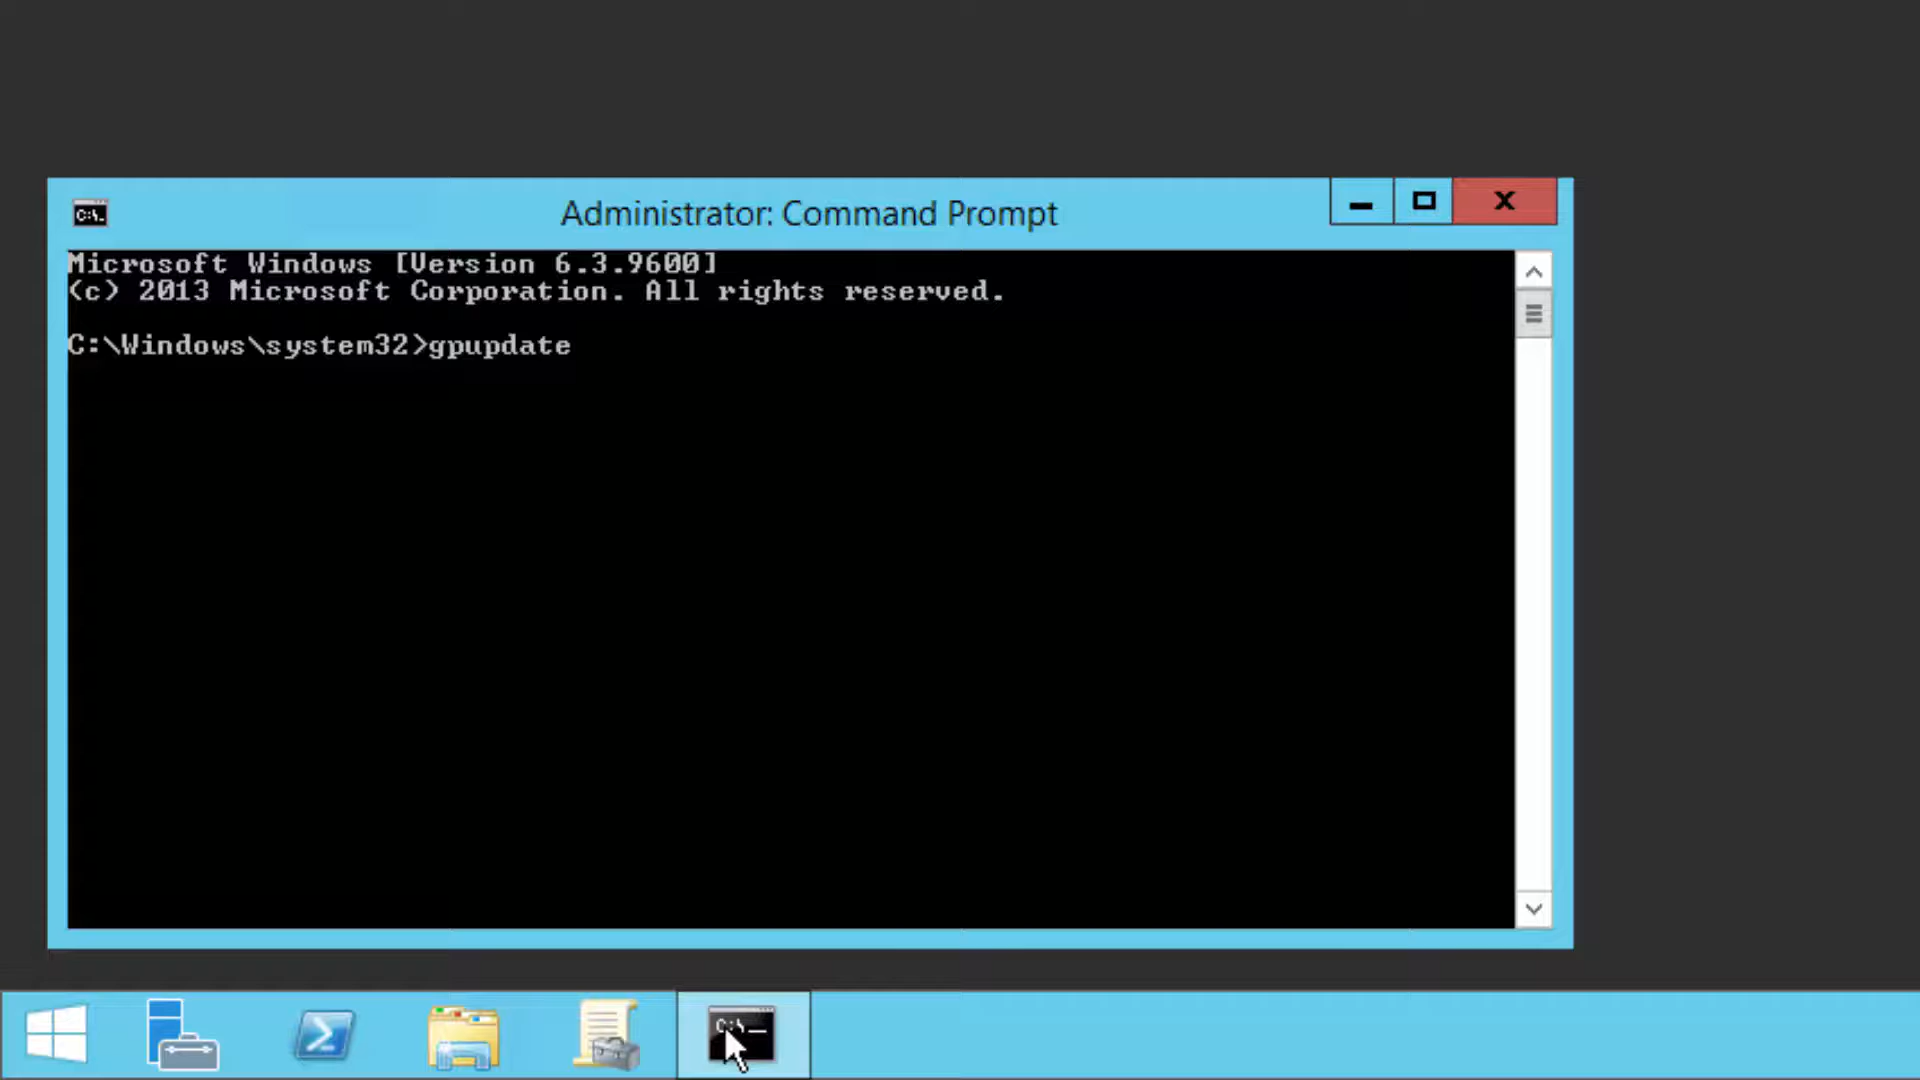 Administrator: Command Prompt
Microsoft Windows [Version 6.3.9600]
(c) 2013 Microsoft Corporation. All rights reserved.
C:\Windows\system32>gpupdate